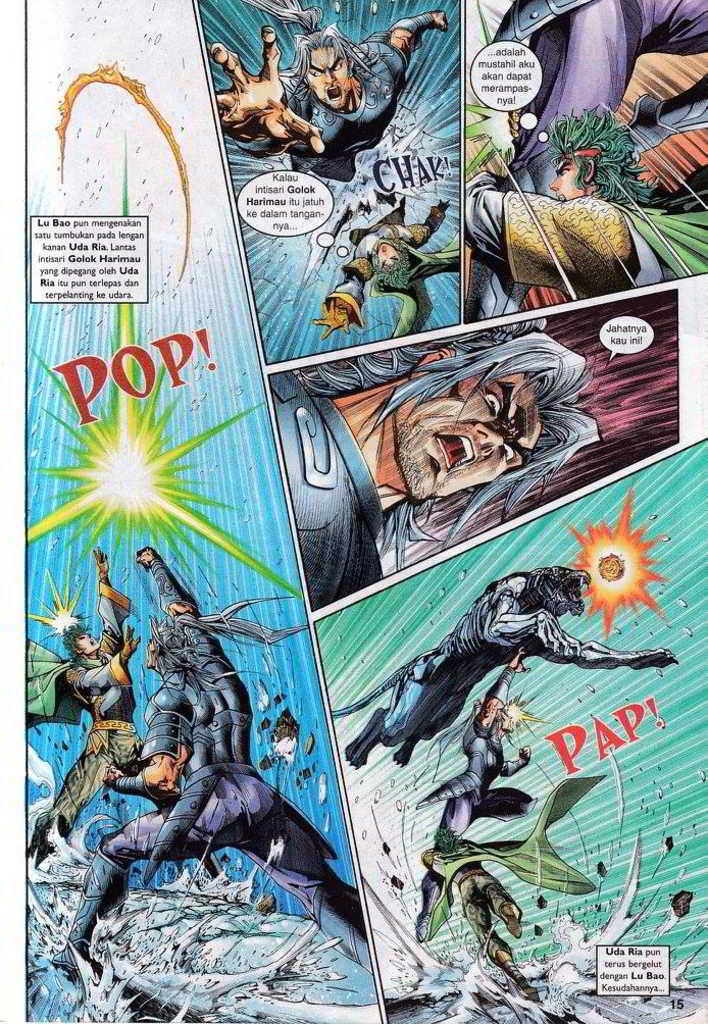 Lu Bao pun mengenakan
satu tumbukan pada lengan
kanan Uda Ria. Lantas
intisari Golok Harimau
yang dipegang oleh Uda
Ria itu pun terlepas dan
terpelanting ke udara.
POP!
Kalau
intisari Golok
Harimau itu jatuh
ke dalam tangan-
nya...
CHAK!
...adalah
mustahil aku
akan dapat
merampas-
nya!
Jahatnya
kau ini!
PAP!
Uda Ria pun
terus bergelut
dengan Lu Bao.
Kesudahannya...
15